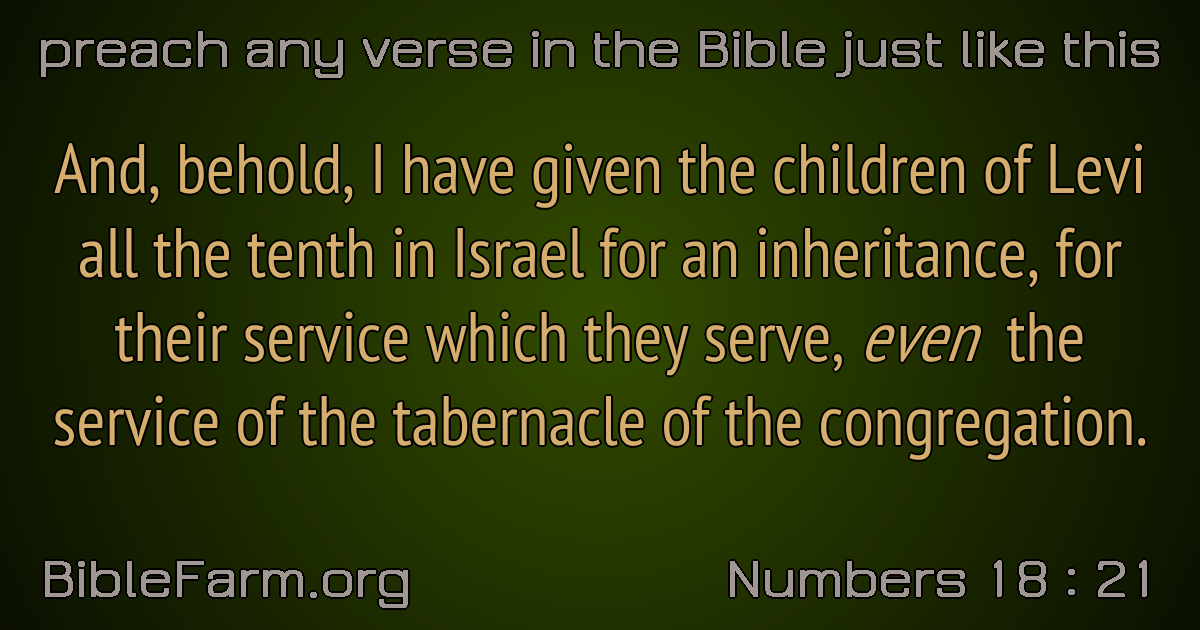 preach any verse in the Bible just like this
And, behold, I have given the children of Levi
all the tenth in Israel for an inheritance, for
their service which they serve, even the
service of the tabernacle of the congregation.
BibleFarm.org
Numbers 18 : 21